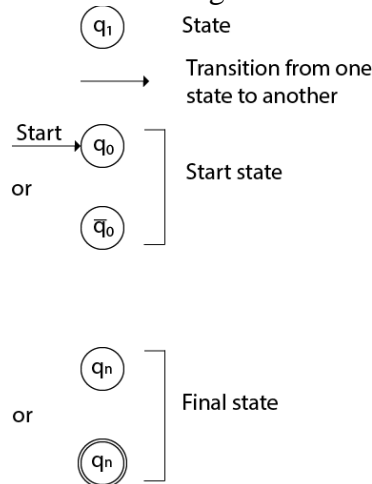 q1 State
Transition from one
state to another
Start
q0
or
Start state
q̅0
qn
or
Final state
qn